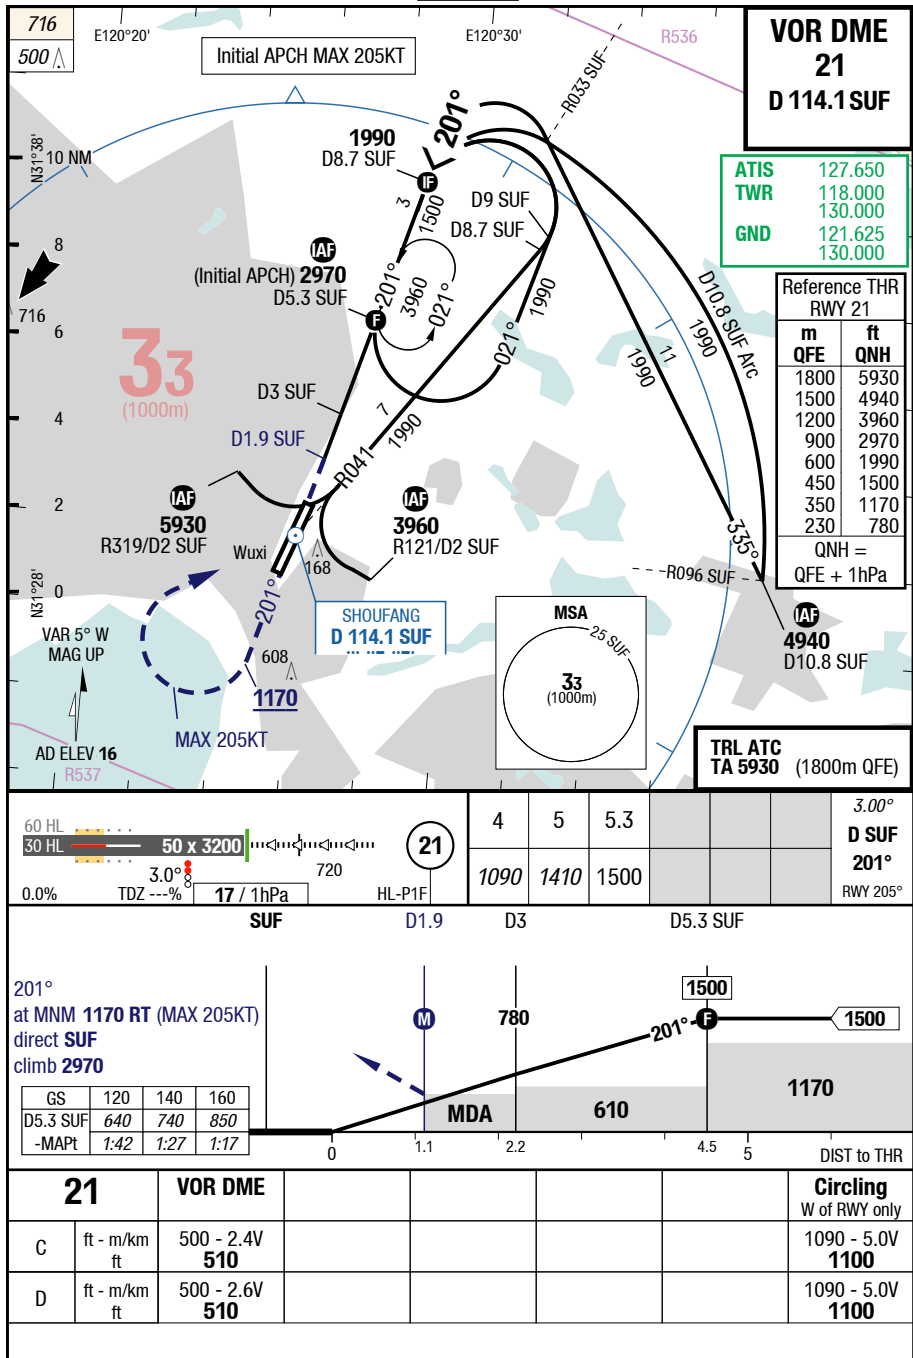 716
500
E120°20'
Initial APCH MAX 205KT
E120°30'
R536
VOR DME
21
D 114.1 SUF
R033 SUF
201°
1990
D8.7 SUF
IF
N31°38'
10 NM
ATIS 127.650
TWR 118.000
130.000
GND 121.625
130.000
3
1500
D9 SUF
D8.7 SUF
8
IAF
(Initial APCH) 2970
D5.3 SUF
F
201°
3960
021°
1990
021°
D10.8 SUF Arc
1990
11
1990
716
6
33
(1000m)
Reference THR
RWY 21
m ft
QFE QNH
1800 5930
1500 4940
1200 3960
900 2970
600 1990
450 1500
350 1170
230 780
QNH =
QFE + 1hPa
D3 SUF
4
D1.9 SUF
7
1990
R041
2
IAF
5930
R319/D2 SUF
IAF
3960
R121/D2 SUF
Wuxi
168
335°
R096 SUF
IAF
4940
D10.8 SUF
N31°28'
0
201°
SHOUFANG
D 114.1 SUF
MSA
25 SUF
33
(1000m)
VAR 5° W
MAG UP
608
1170
MAX 205KT
AD ELEV 16
R537
TRL ATC
TA 5930 (1800m QFE)
60 HL
30 HL
50 x 3200
720
3.0°
0.0%
TDZ ---%
17 / 1hPa
HL-P1F
21
4 5 5.3
1090 1410 1500
3.00°
D SUF
201°
RWY 205°
SUF D1.9 D3 D5.3 SUF
201°
at MNM 1170 RT (MAX 205KT)
direct SUF
climb 2970
M
780
1500
201°
F
1500
MDA
610
1170
GS 120 140 160
D5.3 SUF 640 740 850
-MAPt 1:42 1:27 1:17
0 1.1 2.2 4.5 5 DIST to THR
21 VOR DME Circling
W of RWY only
C ft - m/km 500 - 2.4V 1090 - 5.0V
ft 510 1100
D ft - m/km 500 - 2.6V 1090 - 5.0V
ft 510 1100